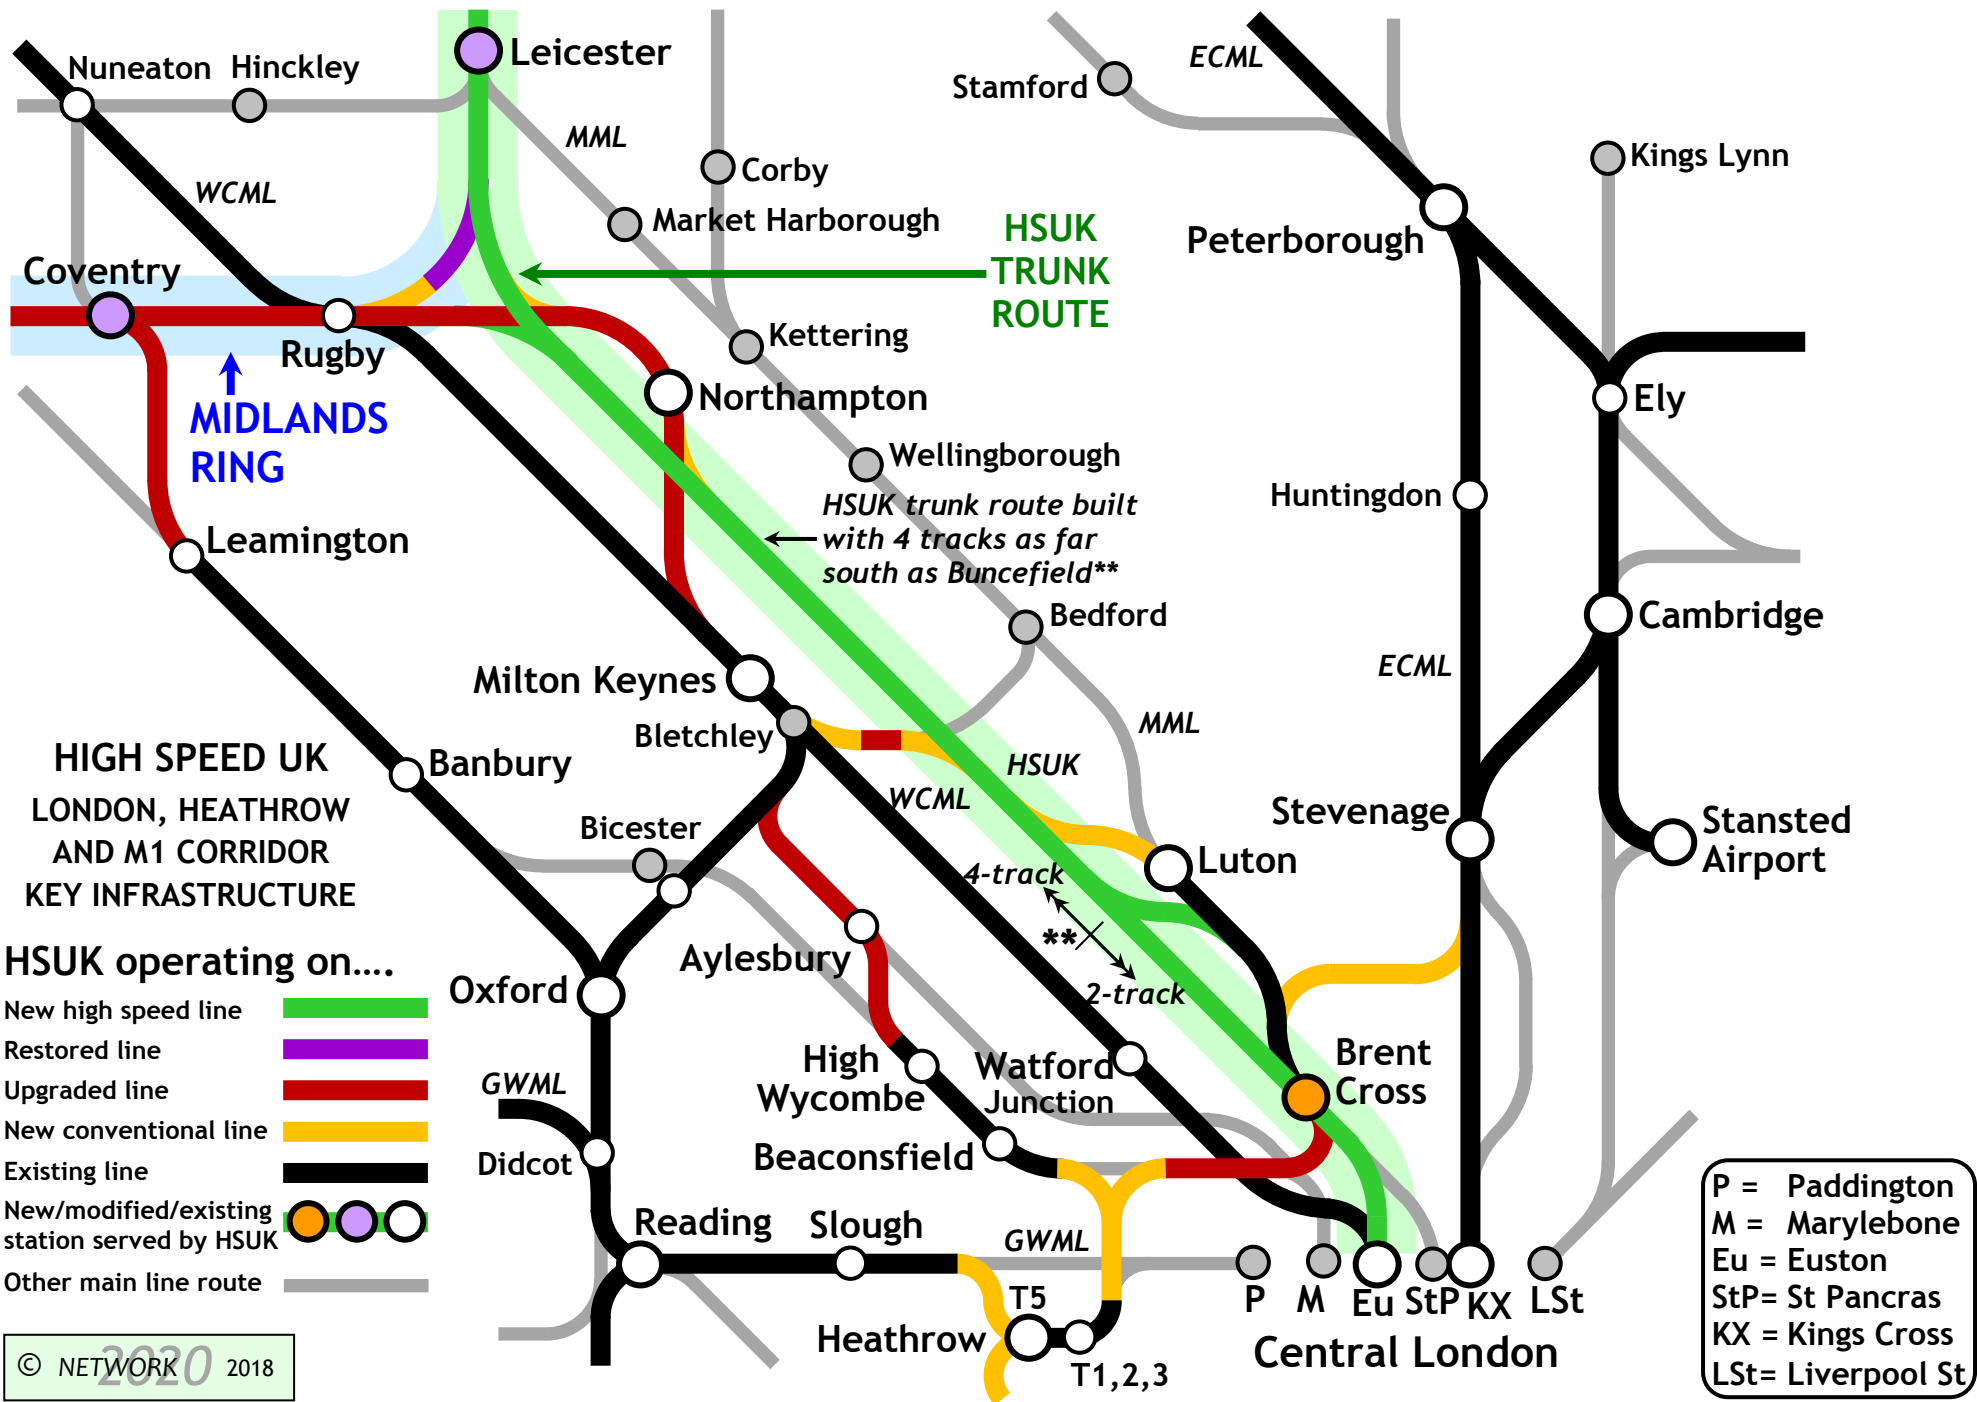 Nuneaton
Hinckley
Leicester
ECML
Stamford
MML
WCML
Corby
Kings Lynn
Market Harborough
HSUK
TRUNK
ROUTE
Peterborough
Coventry
Rugby
Kettering
MIDLANDS
RING
Northampton
Ely
Wellingborough
HSUK trunk route built
with 4 tracks as far
south as Buncefield**
Huntingdon
Leamington
Bedford
Cambridge
ECML
Milton Keynes
MML
Bletchley
HIGH SPEED UK
LONDON, HEATHROW
AND M1 CORRIDOR
KEY INFRASTRUCTURE
Banbury
HSUK
WCML
Bicester
Stevenage
Stansted
Airport
Luton
4-track
**
2-track
Aylesbury
Oxford
HSUK operating on....
New high speed line
Restored line
Upgraded line
New conventional line
Existing line
New/modified/existing
station served by HSUK
Other main line route
High
Wycombe
Watford
Junction
Brent
Cross
GWML
Didcot
Beaconsfield
Reading
Slough
GWML
T5
Heathrow
T1,2,3
P
M
Eu
StP
KX
LSt
Central London
P = Paddington
M = Marylebone
Eu = Euston
StP= St Pancras
KX = Kings Cross
LSt= Liverpool St
© NETWORK 2020 2018